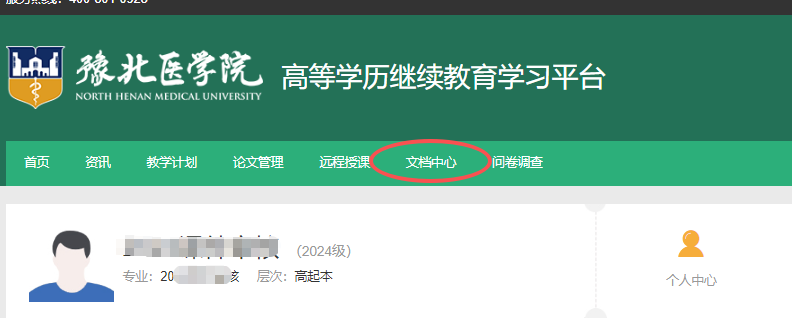 豫北医学院
NORTH HENAN MEDICAL UNIVERSITY
高等学历继续教育学习平台
首页 资讯 教学计划 论文管理 远程授课 文档中心 问卷调查
(2024级)
专业: 20 层次: 高起本
个人中心